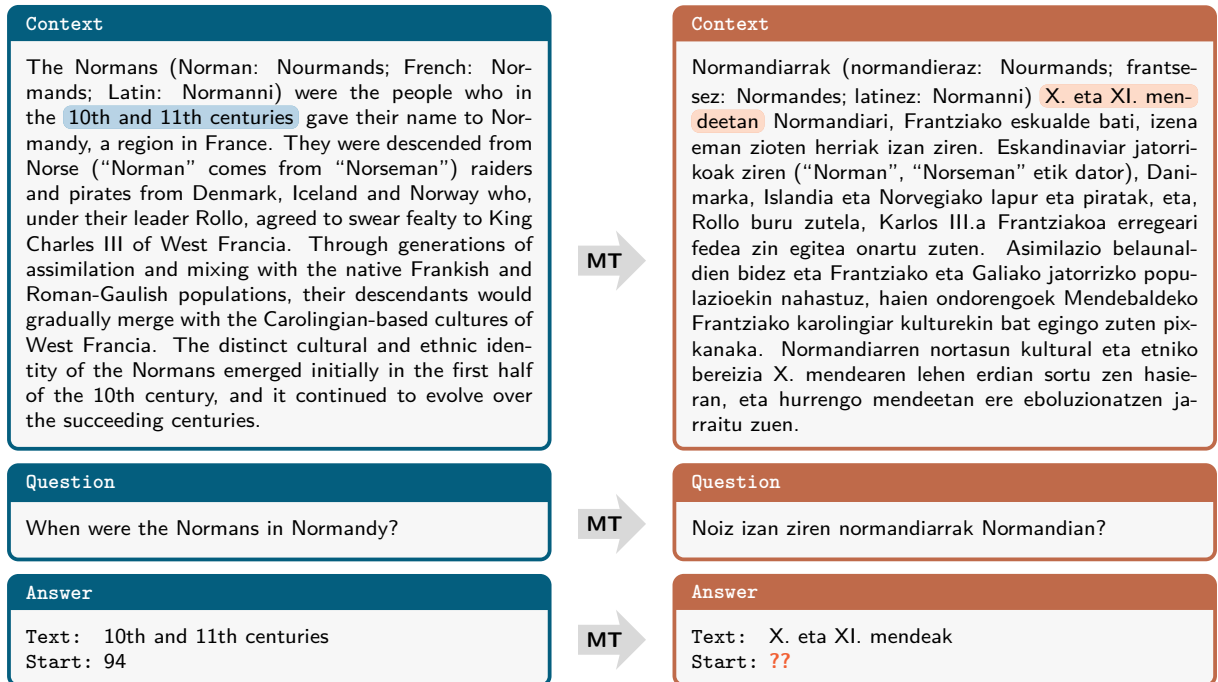 Context
The Normans (Norman: Nourmands; French: Nor-
mands; Latin: Normanni) were the people who in
the 10th and 11th centuries gave their name to Nor-
mandy, a region in France. They were descended from
Norse (“Norman” comes from “Norseman”) raiders
and pirates from Denmark, Iceland and Norway who,
under their leader Rollo, agreed to swear fealty to King
Charles III of West Francia. Through generations of
assimilation and mixing with the native Frankish and
Roman-Gaulish populations, their descendants would
gradually merge with the Carolingian-based cultures of
West Francia. The distinct cultural and ethnic iden-
tity of the Normans emerged initially in the first half
of the 10th century, and it continued to evolve over
the succeeding centuries.
MT
Context
Normandiarrak (normandieraz: Nourmands; frantse-
sez: Normandes; latinez: Normanni) X. eta XI. men-
deetan Normandiari, Frantziako eskualde bati, izena
eman zioten herriak izan ziren. Eskandinaviar jatorri-
koak ziren (“Norman”, “Norseman” etik dator), Dani-
marka, Islandia eta Norvegiako lapur eta piratak, eta,
Rollo buru zutela, Karlos III.a Frantziakoa erregeari
fedea zin egitea onartu zuten. Asimilazio belaunal-
dien bidez eta Frantziako eta Galiako jatorrizko popu-
lazioekin nahastuz, haien ondorengoek Mendebaldeko
Frantziako karolingiar kulturekin bat egingo zuten pix-
kanaka. Normandiarren nortasun kultural eta etniko
bereizia X. mendearen lehen erdian sortu zen hasie-
ran, eta hurrengo mendeetan ere eboluzionatzen ja-
rraitu zuen.
Question
When were the Normans in Normandy?
MT
Question
Noiz izan ziren normandiarrak Normandian?
Answer
Text: 10th and 11th centuries
Start: 94
MT
Answer
Text: X. eta XI. mendeak
Start: ??